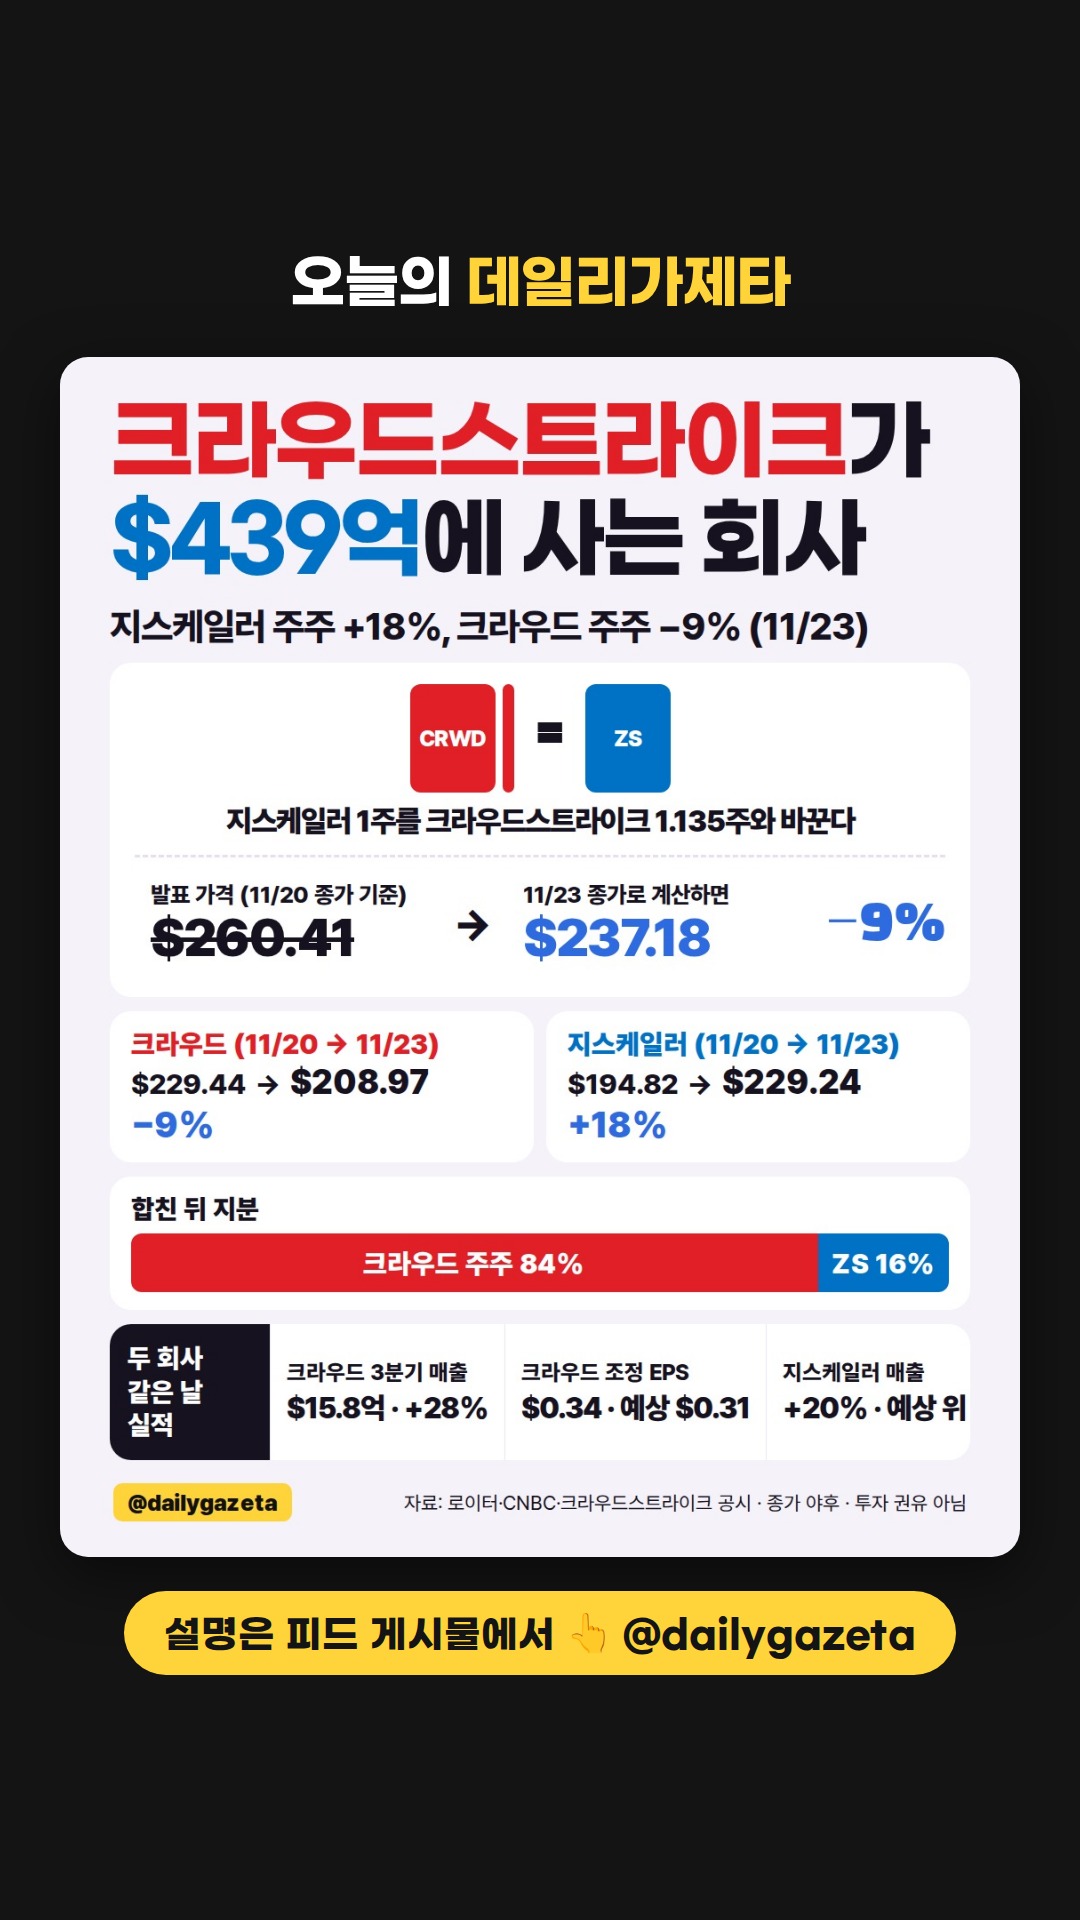 오늘의 데일리가제타
크라우드스트라이크가
$439억에 사는 회사
지스케일러 주주 +18%, 크라우드 주주 −9% (11/23)
CRWD = ZS
지스케일러 1주를 크라우드스트라이크 1.135주와 바꾼다
발표 가격 (11/20 종가 기준)
$260.41
→
11/23 종가로 계산하면
$237.18
−9%
크라우드 (11/20 → 11/23)
$229.44 → $208.97
−9%
지스케일러 (11/20 → 11/23)
$194.82 → $229.24
+18%
합친 뒤 지분
크라우드 주주 84%
ZS 16%
두 회사
같은 날
실적
크라우드 3분기 매출
$15.8억 · +28%
크라우드 조정 EPS
$0.34 · 예상 $0.31
지스케일러 매출
+20% · 예상 위
@dailygazeta
자료: 로이터·CNBC·크라우드스트라이크 공시 · 종가 야후 · 투자 권유 아님
설명은 피드 게시물에서 👆 @dailygazeta